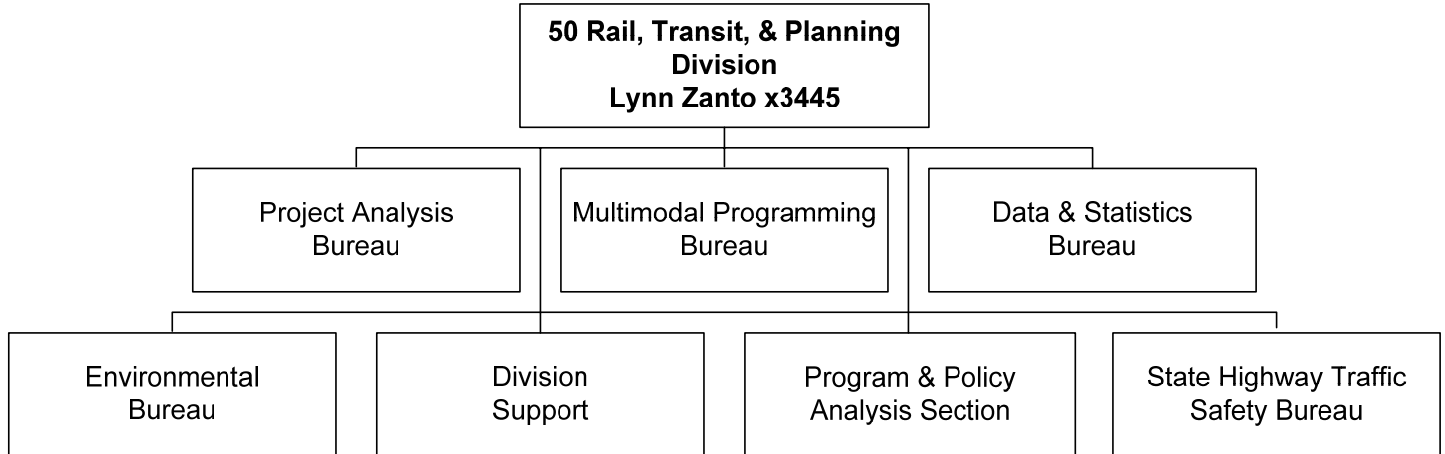 50 Rail, Transit, & Planning
Division
Lynn Zanto x3445
Project Analysis
Bureau
Multimodal Programming
Bureau
Data & Statistics
Bureau
Environmental
Bureau
Division
Support
Program & Policy
Analysis Section
State Highway Traffic
Safety Bureau